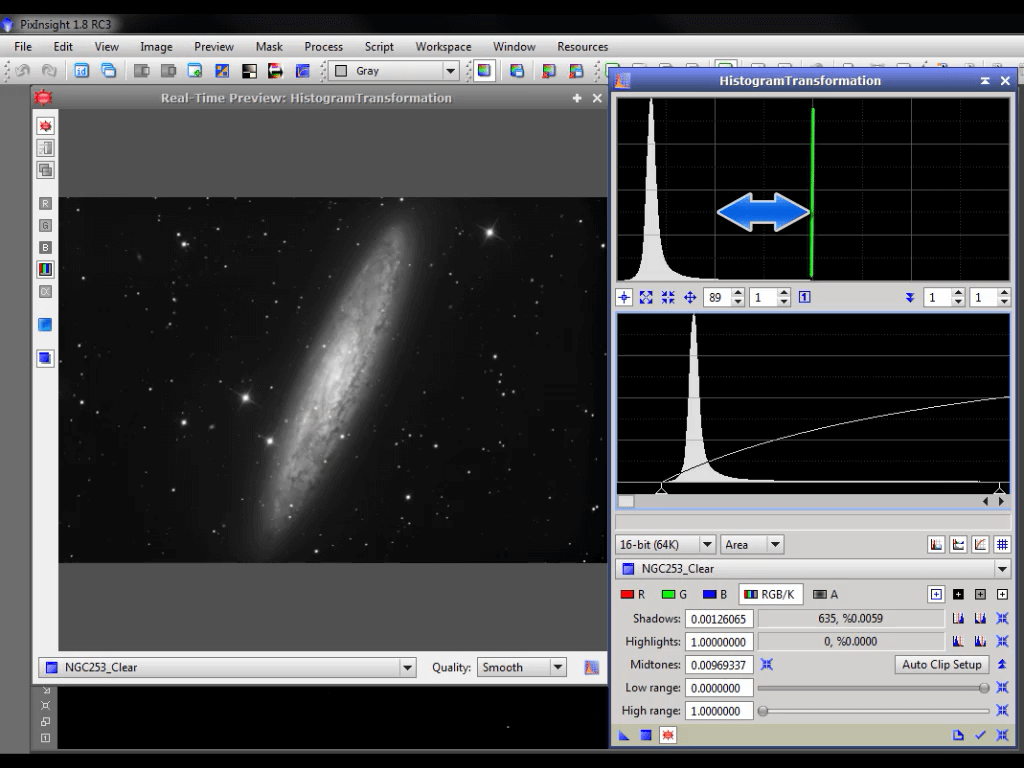 PixInsight 1.8 RC3
File Edit View Image Preview Mask Process Script Workspace Window Resources
id
Gray
Real-Time Preview: HistogramTransformation
HistogramTransformation
R
G
B
89 1 1 1 1
16-bit (64K) Area
NGC253_Clear
R G B RGB/K A
Shadows: 0.00126065 635, %0.0059
Highlights: 1.00000000 0, %0.0000
Midtones: 0.00969337 Auto Clip Setup
Low range: 0.0000000
High range: 1.0000000
NGC253_Clear Quality: Smooth
1